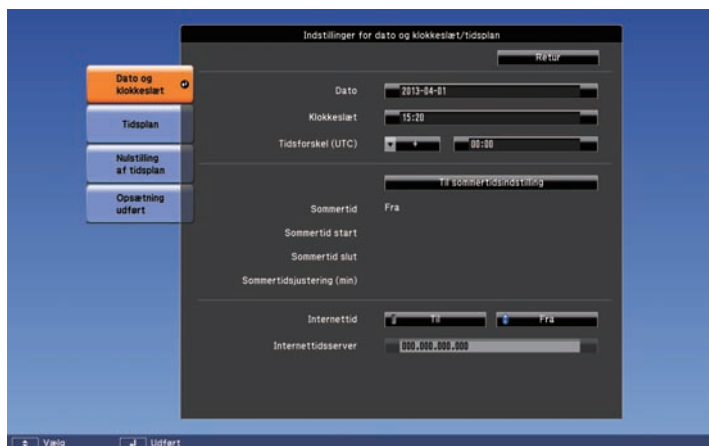 Indstillinger for dato og klokkeslæt/tidsplan
Retur
Dato og
klokkeslæt
Tidsplan
Nulstilling
af tidsplan
Opsætning
udført
Dato 2013-04-01
Klokkeslæt 15:20
Tidsforskel (UTC) + 00:00
Til sommertidsindstilling
Sommertid Fra
Sommertid start
Sommertid slut
Sommertidsjustering (min)
Internettid Til Fra
Internettidsserver 000.000.000.000
Vælg Udført